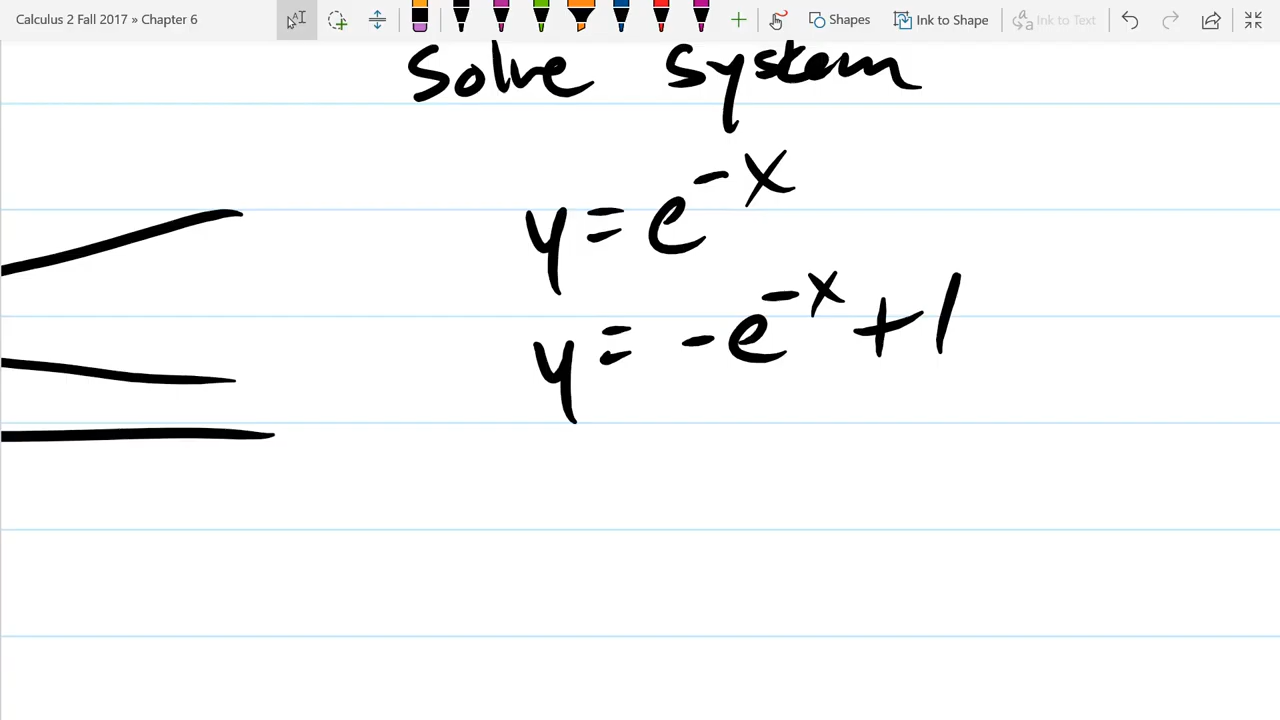 Calculus 2 Fall 2017 » Chapter 6 Shapes Ink to Shape Ink to Text
Solve System
y = e^{-x}
y = -e^{-x} + 1